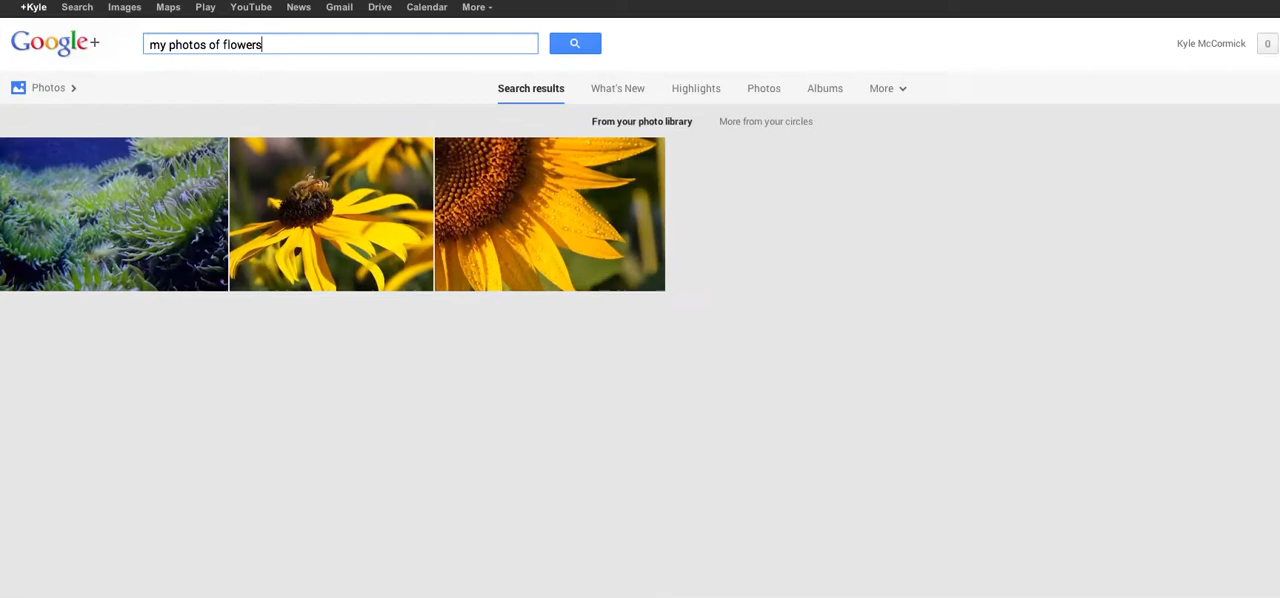 +Kyle Search Images Maps Play YouTube News Gmail Drive Calendar More
Google+ my photos of flowers Kyle McCormick 0
Photos Search results What's New Highlights Photos Albums More
From your photo library More from your circles